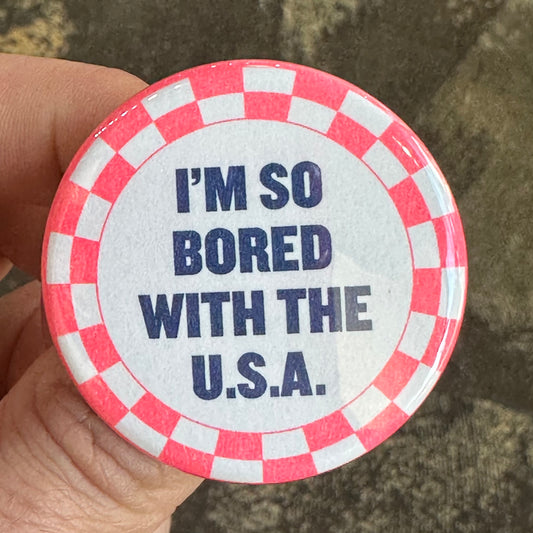 I'M SO
BORED
WITH THE
U.S.A.